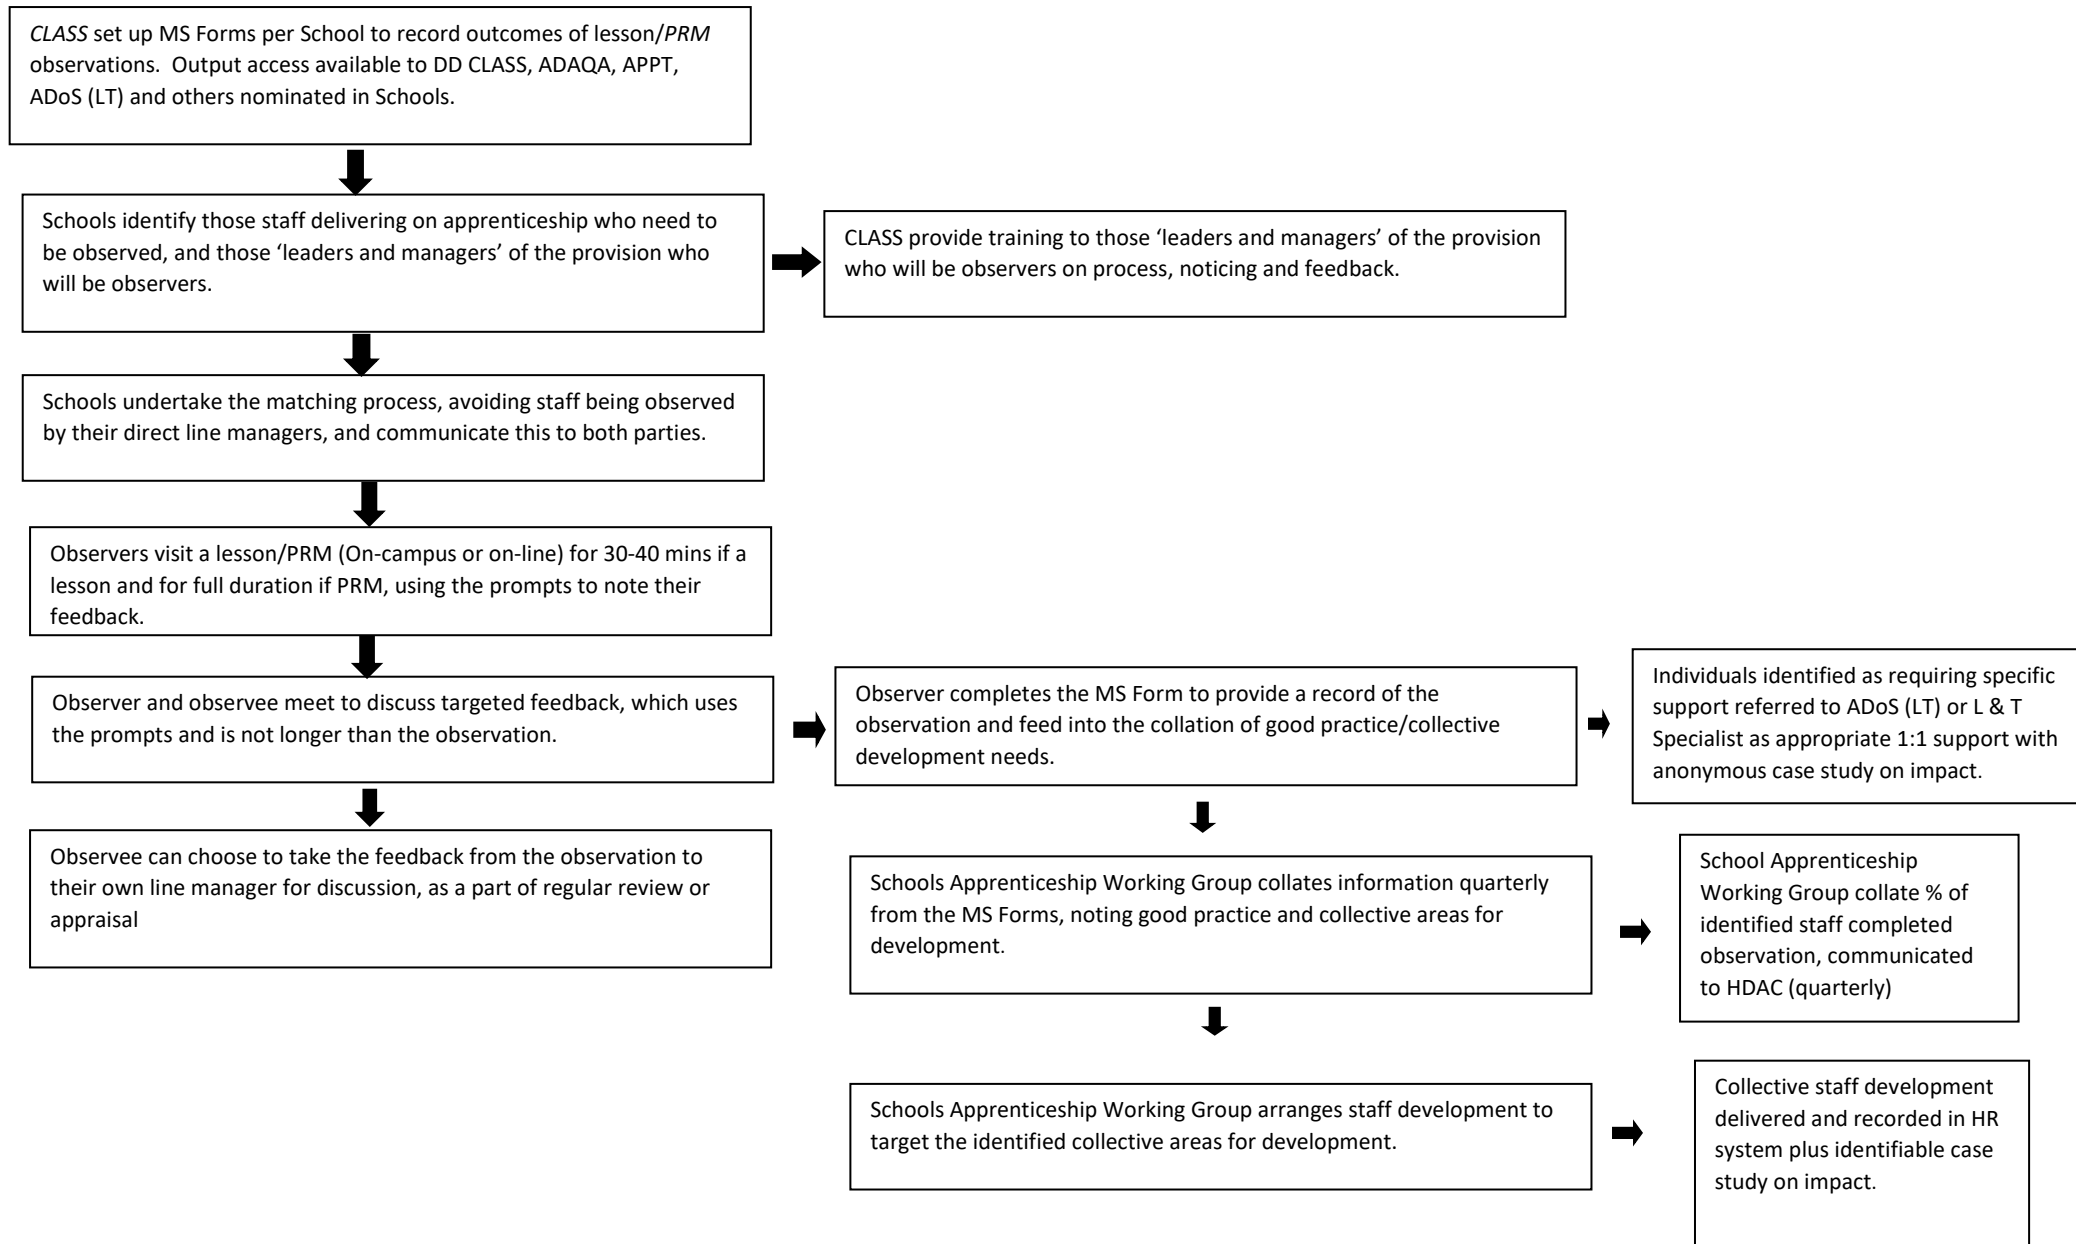 CLASS set up MS Forms per School to record outcomes of lesson/PRM
observations.  Output access available to DD CLASS, ADAQA, APPT,
ADoS (LT) and others nominated in Schools.
Schools identify those staff delivering on apprenticeship who need to
be observed, and those ‘leaders and managers’ of the provision who
will be observers.
CLASS provide training to those ‘leaders and managers’ of the provision
who will be observers on process, noticing and feedback.
Schools undertake the matching process, avoiding staff being observed
by their direct line managers, and communicate this to both parties.
Observers visit a lesson/PRM (On-campus or on-line) for 30-40 mins if a
lesson and for full duration if PRM, using the prompts to note their
feedback.
Observer and observee meet to discuss targeted feedback, which uses
the prompts and is not longer than the observation.
Observer completes the MS Form to provide a record of the
observation and feed into the collation of good practice/collective
development needs.
Individuals identified as requiring specific
support referred to ADoS (LT) or L & T
Specialist as appropriate 1:1 support with
anonymous case study on impact.
Observee can choose to take the feedback from the observation to
their own line manager for discussion, as a part of regular review or
appraisal
Schools Apprenticeship Working Group collates information quarterly
from the MS Forms, noting good practice and collective areas for
development.
School Apprenticeship
Working Group collate % of
identified staff completed
observation, communicated
to HDAC (quarterly)
Schools Apprenticeship Working Group arranges staff development to
target the identified collective areas for development.
Collective staff development
delivered and recorded in HR
system plus identifiable case
study on impact.